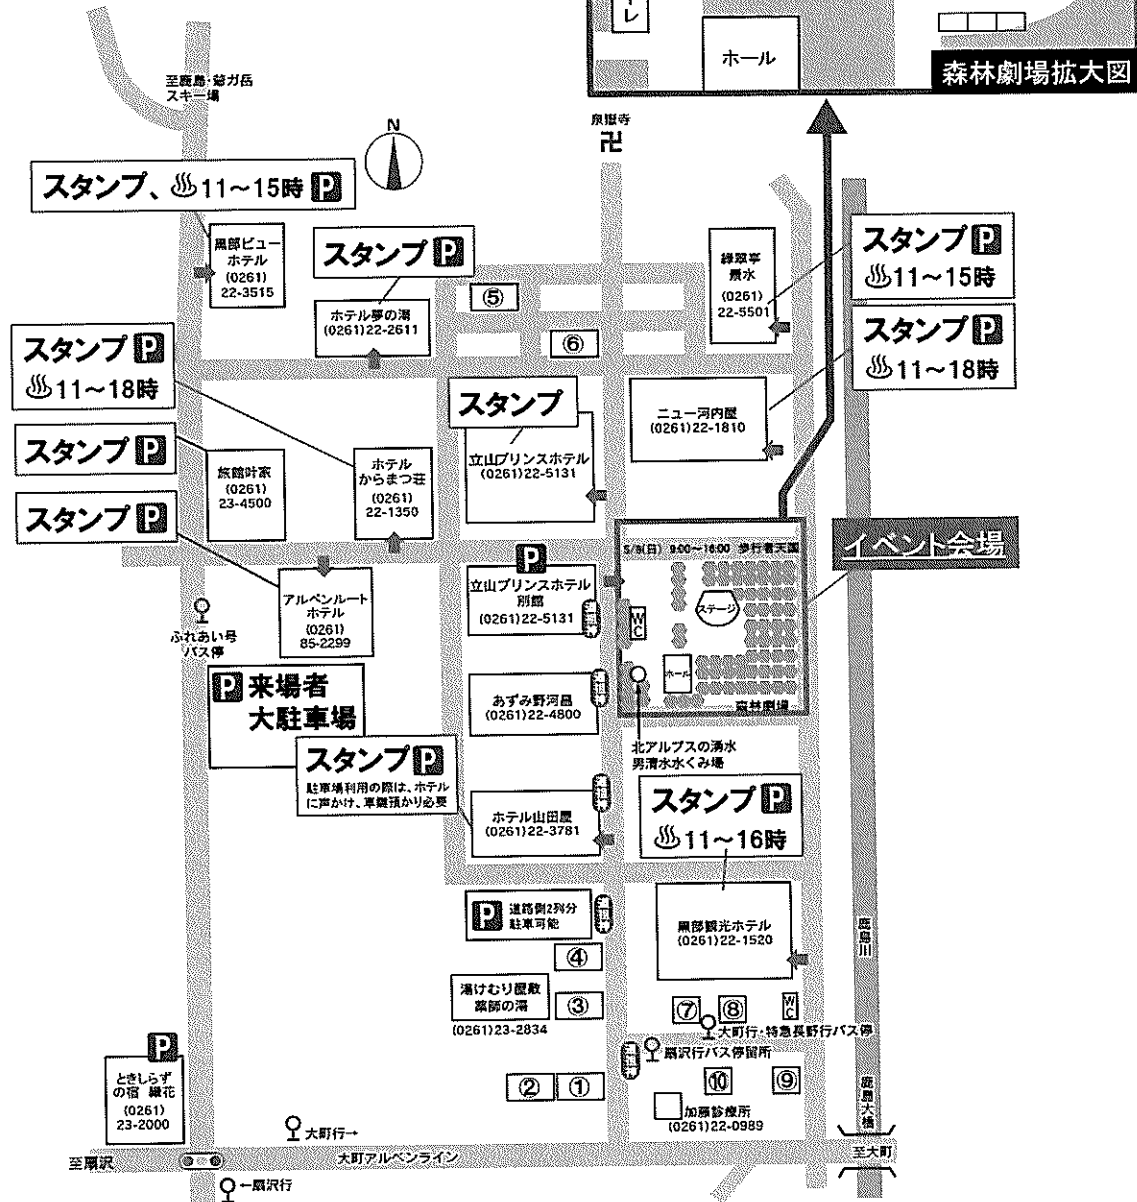 イレ
ホール
森林劇場拡大図
至鹿島・爺ガ岳
スキー場
N
泉嶽寺
卍
スタンプ、♨11〜15時 P
黒部ビュー
ホテル
(0261)
22-3515
スタンプ P
ホテル夢の湯
(0261)22-2611
⑤
⑥
緑翠亭
景水
(0261)
22-5501
スタンプ P
♨11〜15時
スタンプ P
♨11〜18時
スタンプ P
♨11〜18時
スタンプ
立山プリンスホテル
(0261)22-5131
ニュー河内屋
(0261)22-1810
スタンプ P
旅館叶家
(0261)
23-4500
ホテル
からまつ荘
(0261)
22-1350
スタンプ P
アルペンルート
ホテル
(0261)
85-2299
ふれあい号
バス停
P
立山プリンスホテル
別館
(0261)22-5131
9:00〜16:00 歩行者天国
イベント会場
ステージ
WC
ホール
森林劇場
P 来場者
大駐車場
あずみ野河昌
(0261)22-4800
北アルプスの湧水
男清水水くみ場
スタンプ P
駐車場利用の際は、ホテル
に声かけ、車鍵預かり必要
ホテル山田屋
(0261)22-3781
スタンプ P
♨11〜16時
黒部観光ホテル
(0261)22-1520
P 道路側2列分
駐車可能
④
湯けむり屋敷
薬師の湯
(0261)23-2834
③
⑦
⑧
WC
大町行・特急長野行バス停
扇沢行バス停留所
鹿島川
②
①
⑩
⑨
加藤診療所
(0261)22-0989
鹿島大橋
P
ときしらず
の宿 織花
(0261)
23-2000
大町行→
至扇沢
大町アルペンライン
至大町
←扇沢行